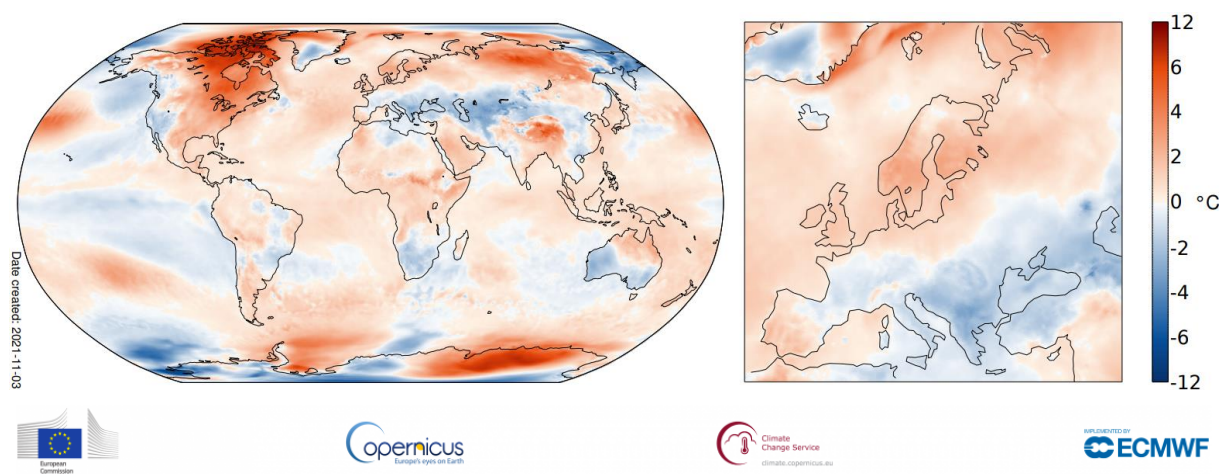 12
6
4
2
0 °C
-2
-4
-6
-12
Date created: 2021-11-03
European
Commission
opernicus
Europe's eyes on Earth
Climate
Change Service
climate.copernicus.eu
IMPLEMENTED BY
ECMWF